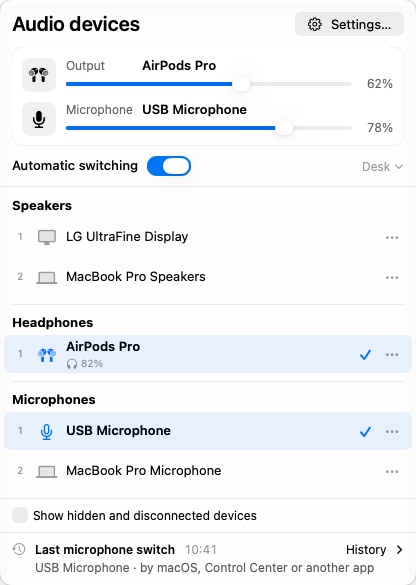 Audio devices
Settings...
Output AirPods Pro
62%
Microphone USB Microphone
78%
Automatic switching
Desk
Speakers
1 LG UltraFine Display
2 MacBook Pro Speakers
Headphones
1 AirPods Pro
82%
Microphones
1 USB Microphone
2 MacBook Pro Microphone
Show hidden and disconnected devices
Last microphone switch 10:41
History
USB Microphone · by macOS, Control Center or another app